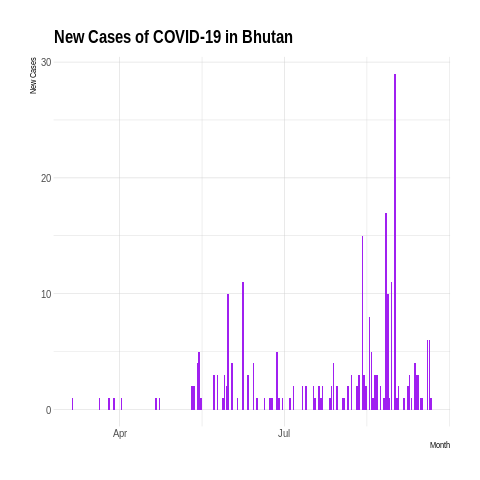 New Cases of COVID-19 in Bhutan
New Cases
30
20
10
0
Apr
Jul
Month